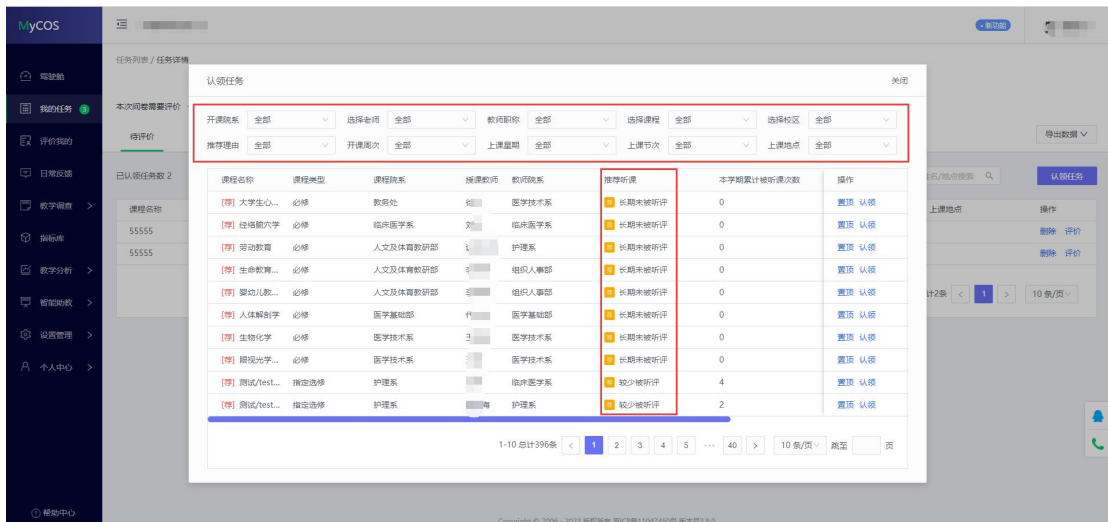 MyCOS
新功能
任务列表 / 任务详情
驾驶舱
我的任务 3
评价我的
日常反馈
教学调查
指标库
教学分析
智能助教
设置管理
个人中心
帮助中心
本次问卷需要评价
待评价
导出数据
已认领任务数 2
名/地点搜索
认领任务
课程名称 上课地点 操作
55555 删除 评价
55555 删除 评价
计2条 < 1 > 10 条/页
认领任务 关闭
开课院系 全部 选择老师 全部 教师职称 全部 选择课程 全部 选择校区 全部
推荐理由 全部 开课周次 全部 上课星期 全部 上课节次 全部 上课地点 全部
课程名称 课程类型 课程院系 授课教师 教师院系 推荐听课 本学期累计被听课次数 操作
[荐] 大学生心... 必修 教务处 医学技术系 荐 长期未被听评 0 置顶 认领
[荐] 经络腧穴学 必修 临床医学系 刘 临床医学系 荐 长期未被听评 0 置顶 认领
[荐] 劳动教育 必修 人文及体育教研部 护理系 荐 长期未被听评 0 置顶 认领
[荐] 生命教育... 必修 人文及体育教研部 组织人事部 荐 长期未被听评 0 置顶 认领
[荐] 婴幼儿教... 必修 人文及体育教研部 组织人事部 荐 长期未被听评 0 置顶 认领
[荐] 人体解剖学 必修 医学基础部 医学基础部 荐 长期未被听评 0 置顶 认领
[荐] 生物化学 必修 医学技术系 医学技术系 荐 长期未被听评 0 置顶 认领
[荐] 眼视光学... 必修 医学技术系 医学技术系 荐 长期未被听评 0 置顶 认领
[荐] 测试/test... 指定选修 护理系 临床医学系 荐 较少被听评 4 置顶 认领
[荐] 测试/test... 指定选修 护理系 海 护理系 荐 较少被听评 2 置顶 认领
1-10 总计396条 < 1 2 3 4 5 ··· 40 > 10 条/页 跳至 页